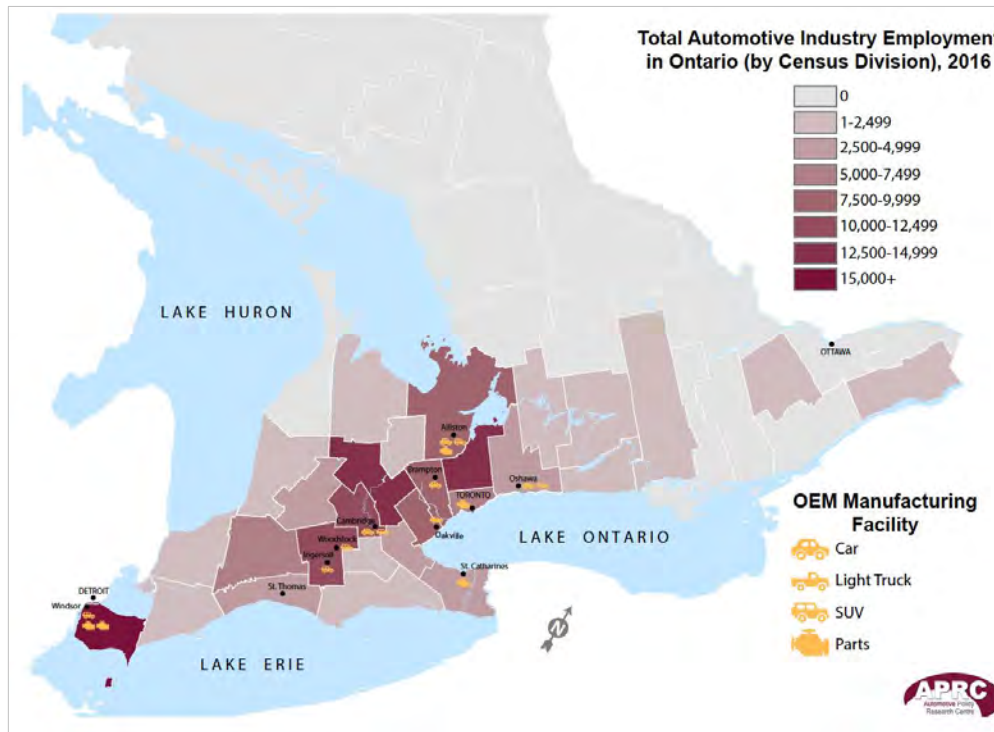 Total Automotive Industry Employment
in Ontario (by Census Division), 2016
0
1-2,499
2,500-4,999
5,000-7,499
7,500-9,999
10,000-12,499
12,500-14,999
15,000+
LAKE HURON
OTTAWA
Alliston
Brampton
Oshawa
TORONTO
Cambridge
Oakville
LAKE ONTARIO
Woodstock
Ingersoll
St. Catharines
St. Thomas
DETROIT
Windsor
N
LAKE ERIE
OEM Manufacturing
Facility
Car
Light Truck
SUV
Parts
APRC
Automotive Policy
Research Centre